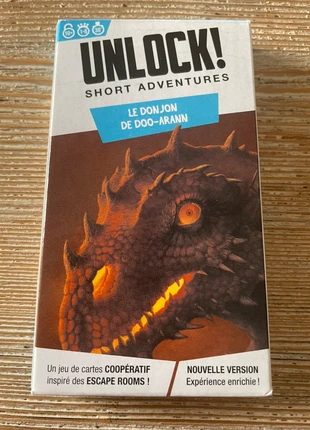 UNLOCK!
SHORT ADVENTURES
LE DONJON
DE DOO-ARANN
Un jeu de cartes COOPÉRATIF
inspiré des ESCAPE ROOMS !
NOUVELLE VERSION
Expérience enrichie !